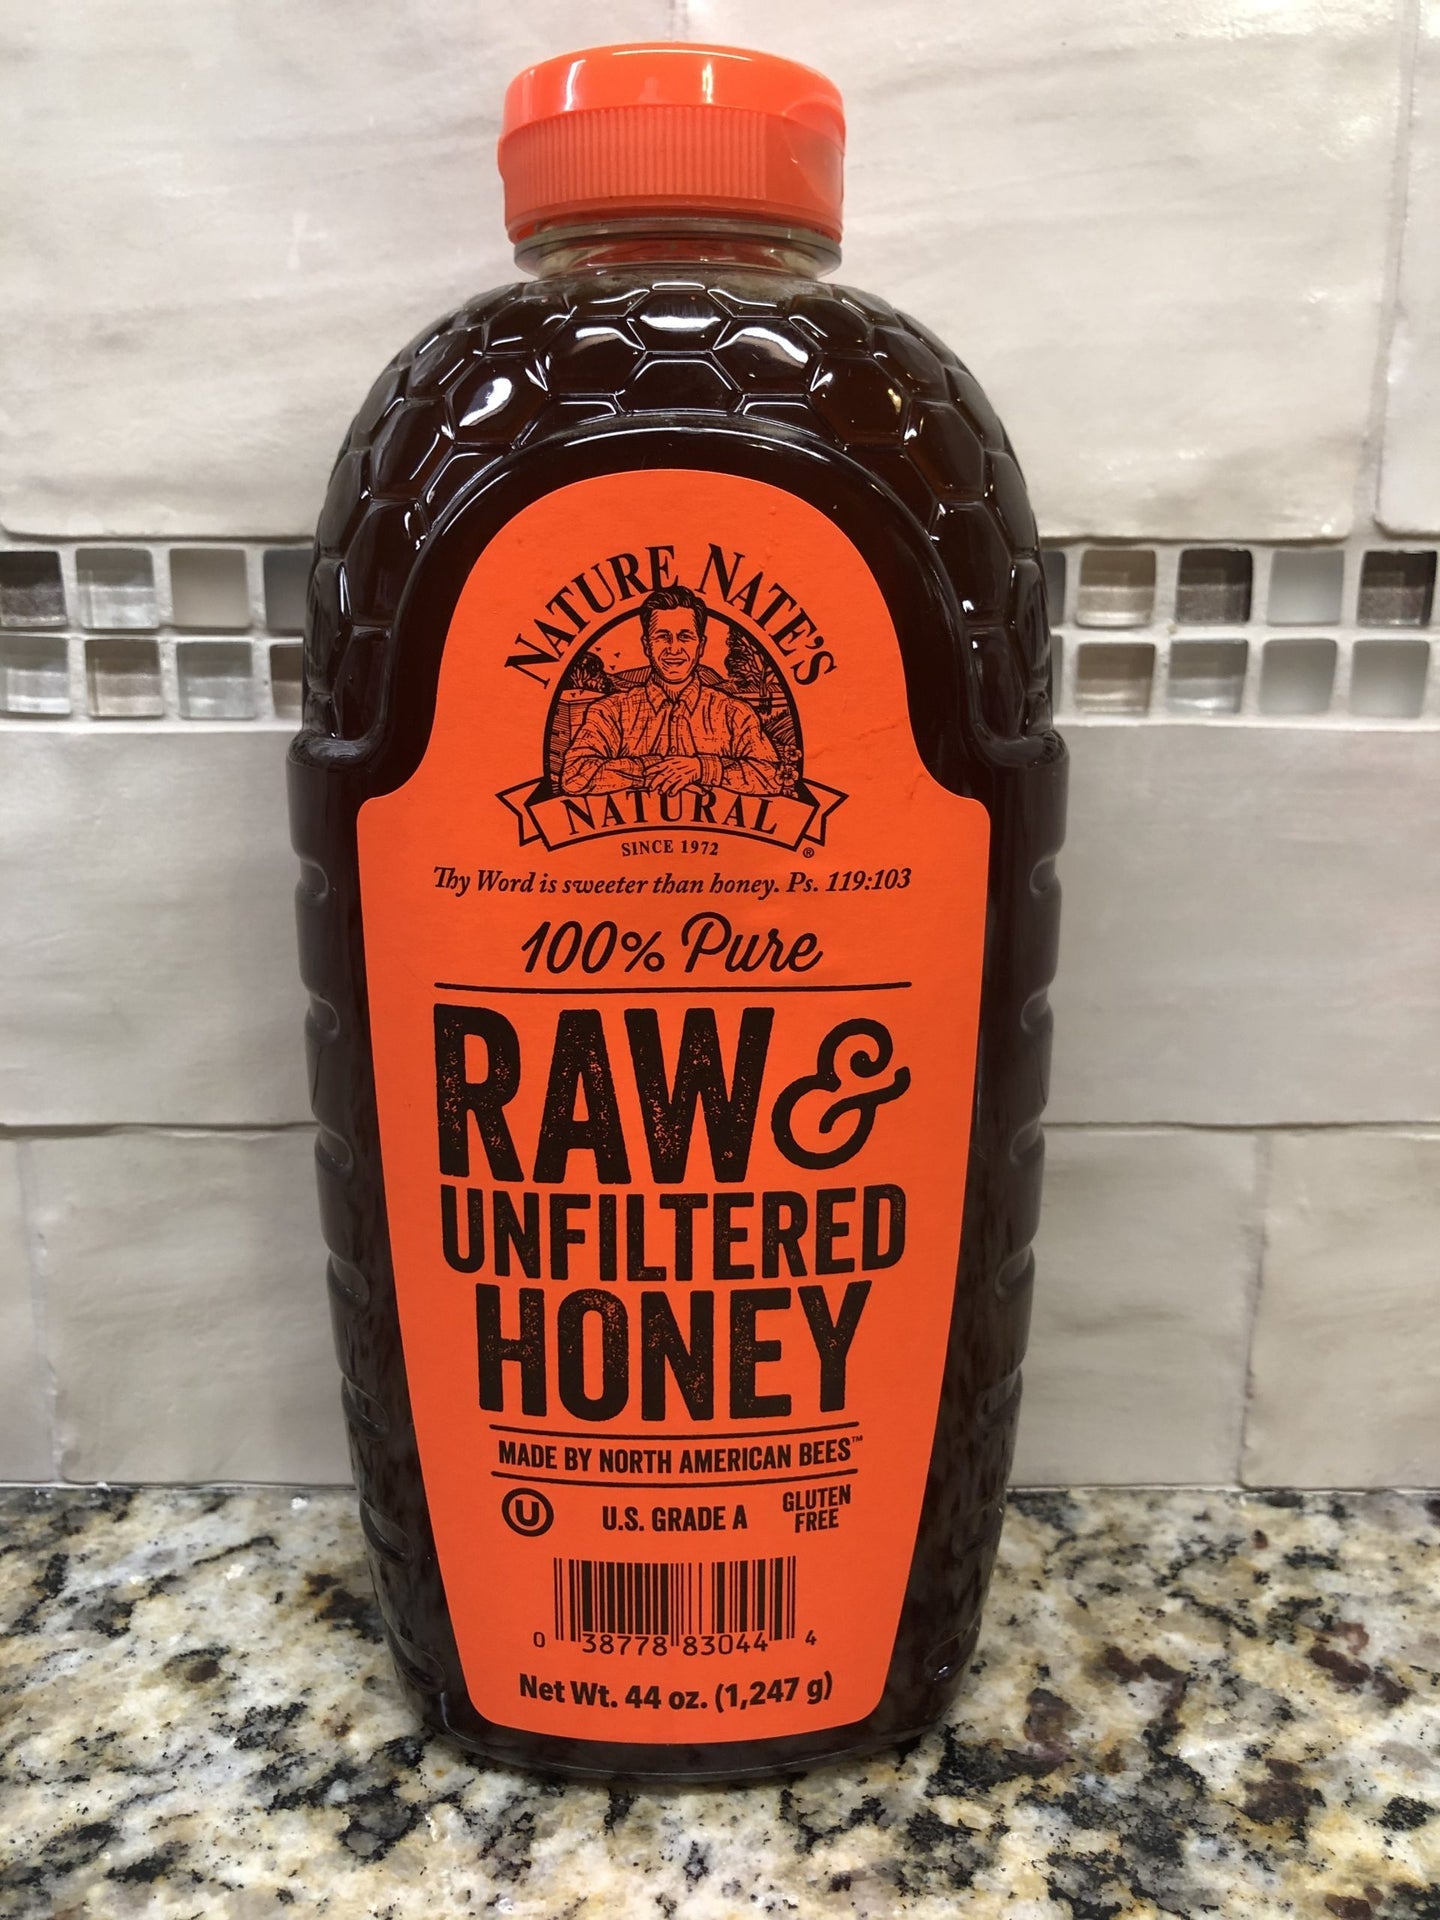 NATURE NATE'S
NATURAL
SINCE 1972
®
Thy Word is sweeter than honey. Ps. 119:103
100% Pure
RAW &
UNFILTERED
HONEY
MADE BY NORTH AMERICAN BEES™
U U.S. GRADE A GLUTEN
FREE
0 38778 83044 4
Net Wt. 44 oz. (1,247 g)